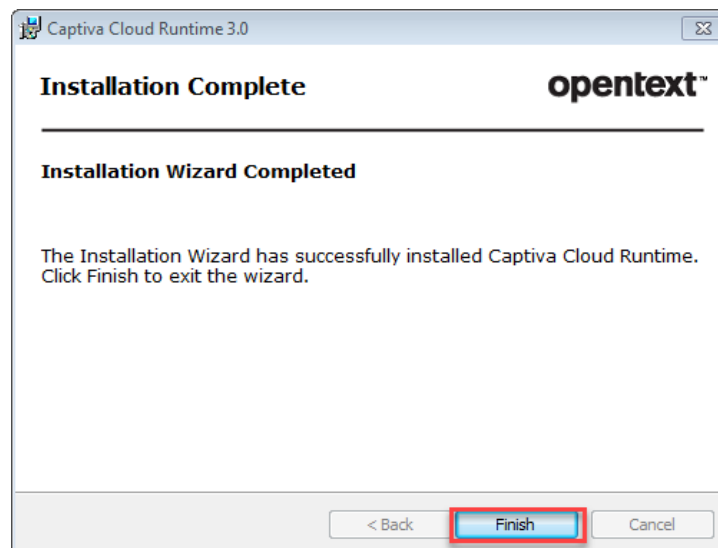 Captiva Cloud Runtime 3.0
Installation Complete
opentext™
Installation Wizard Completed
The Installation Wizard has successfully installed Captiva Cloud Runtime.
Click Finish to exit the wizard.
< Back
Finish
Cancel